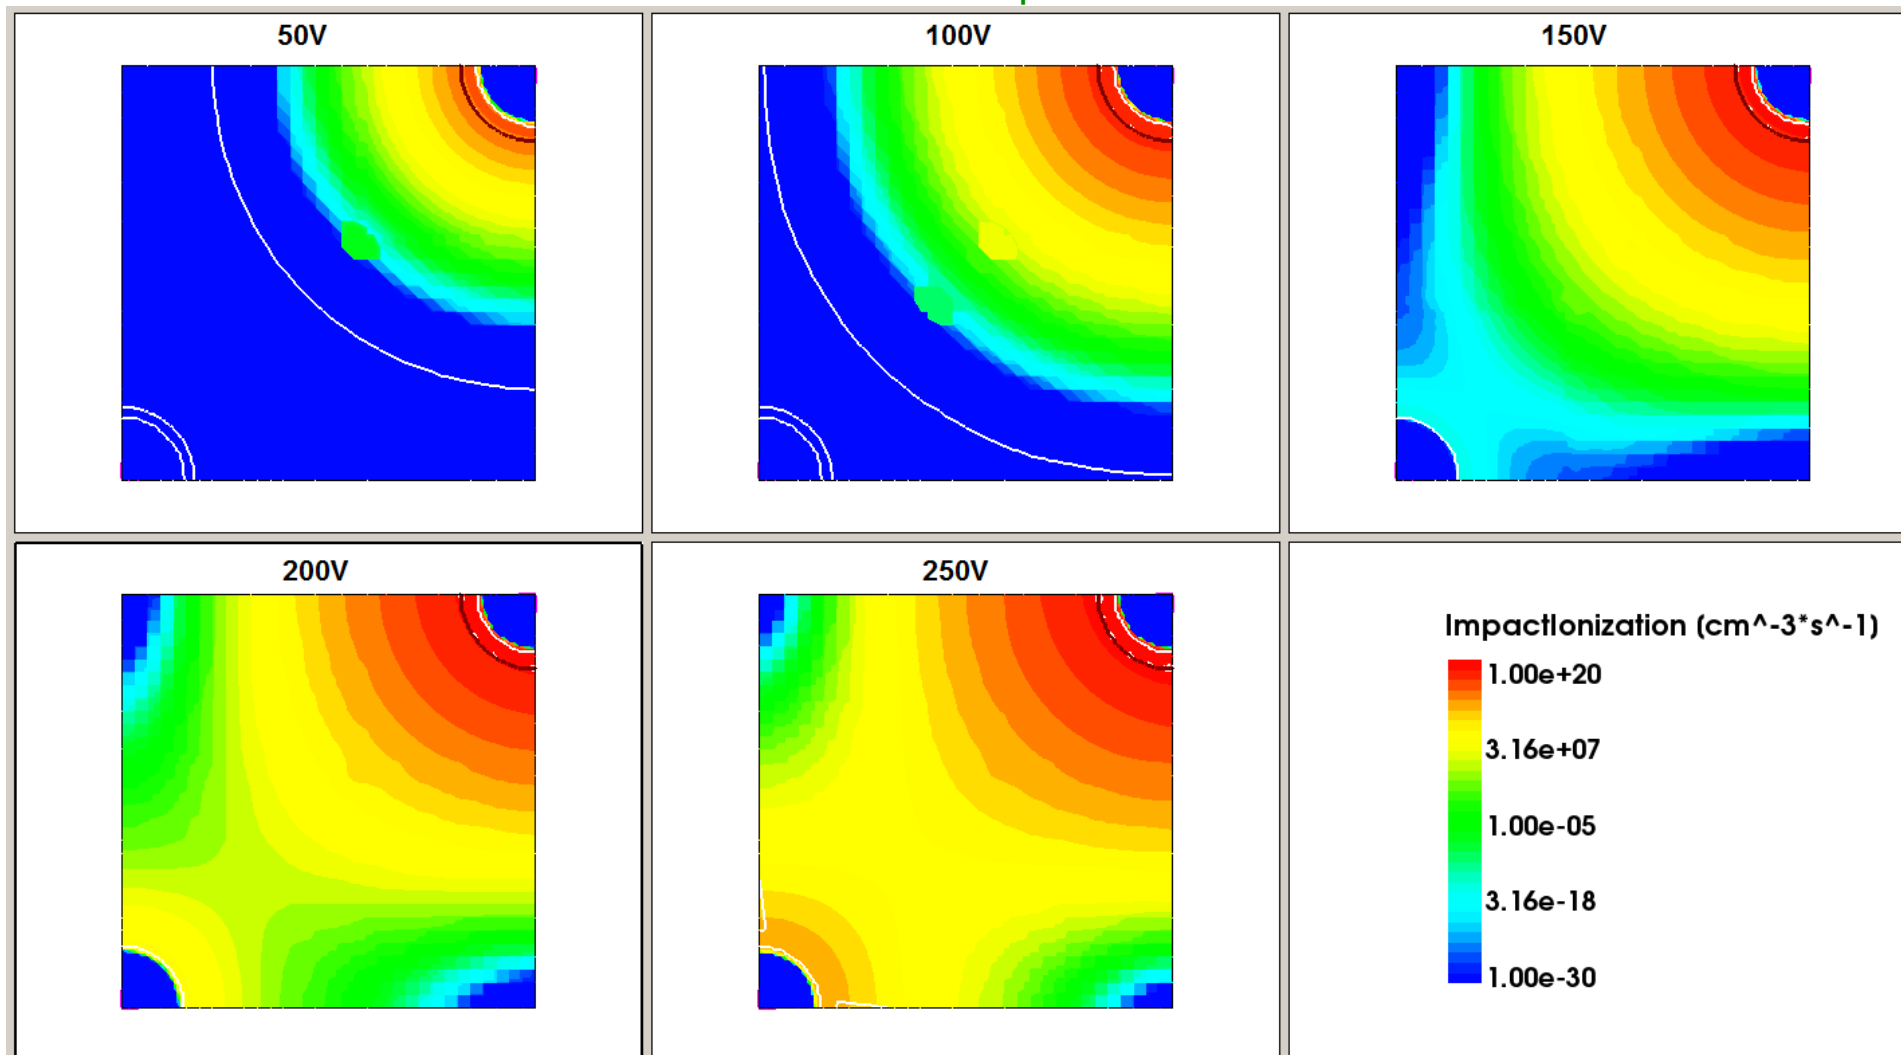 50V
100V
150V
200V
250V
ImpactIonization (cm^-3*s^-1)
1.00e+20
3.16e+07
1.00e-05
3.16e-18
1.00e-30